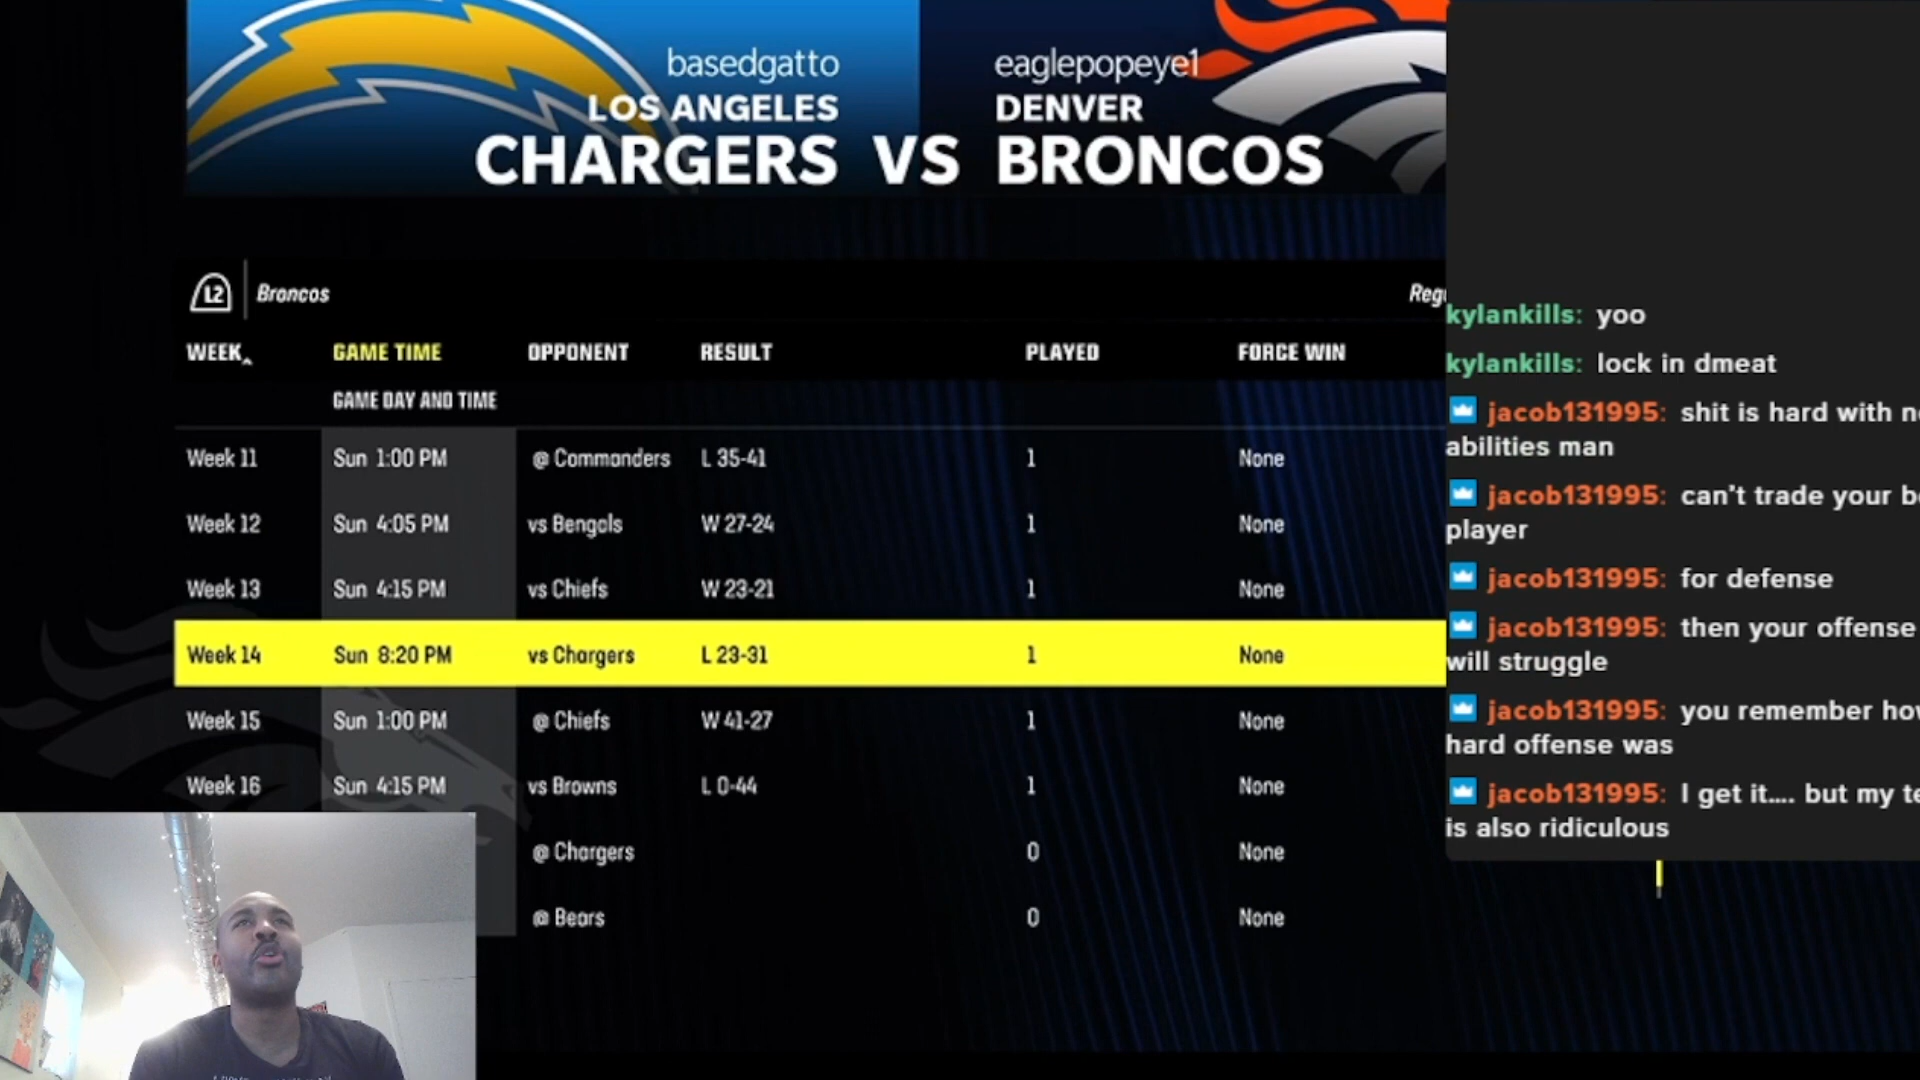 basedgatto
LOS ANGELES
CHARGERS
VS
eaglepopeye1
DENVER
BRONCOS
L2 Broncos
WEEK GAME TIME OPPONENT RESULT PLAYED FORCE WIN
GAME DAY AND TIME
Week 11 Sun 1:00 PM @ Commanders L 35-41 1 None
Week 12 Sun 4:05 PM vs Bengals W 27-24 1 None
Week 13 Sun 4:15 PM vs Chiefs W 23-21 1 None
Week 14 Sun 8:20 PM vs Chargers L 23-31 1 None
Week 15 Sun 1:00 PM @ Chiefs W 41-27 1 None
Week 16 Sun 4:15 PM vs Browns L 0-44 1 None
@ Chargers 0 None
@ Bears 0 None
kylankills: yoo
kylankills: lock in dmeat
jacob131995: shit is hard with
abilities man
jacob131995: can't trade your
player
jacob131995: for defense
jacob131995: then your offense
will struggle
jacob131995: you remember
hard offense was
jacob131995: I get it.... but my
is also ridiculous